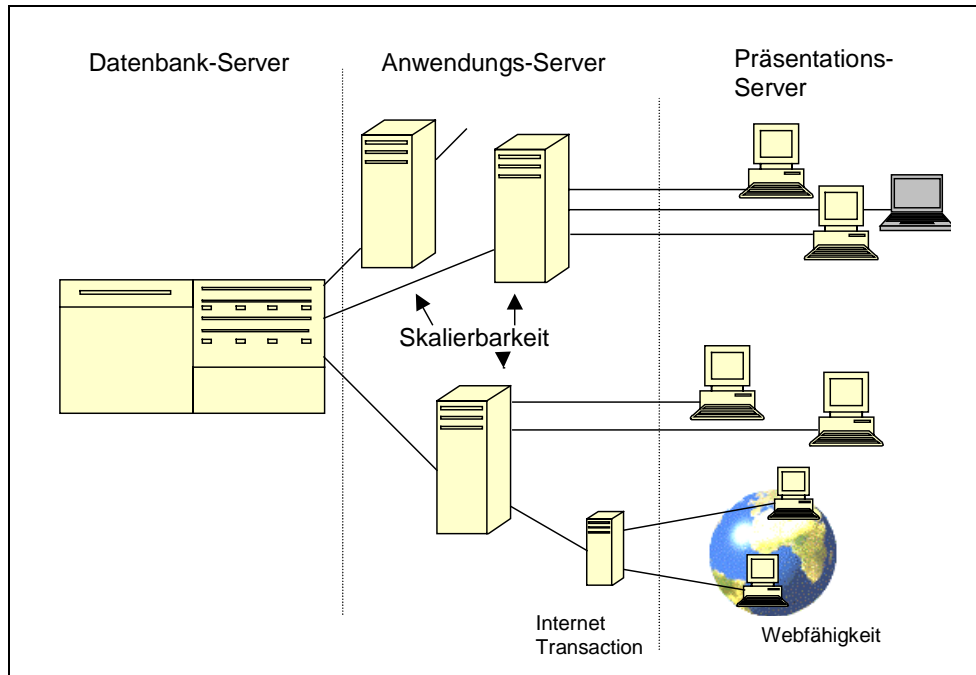 Datenbank-Server
Anwendungs-Server
Präsentations-
Server
Skalierbarkeit
Internet
Transaction
Webfähigkeit